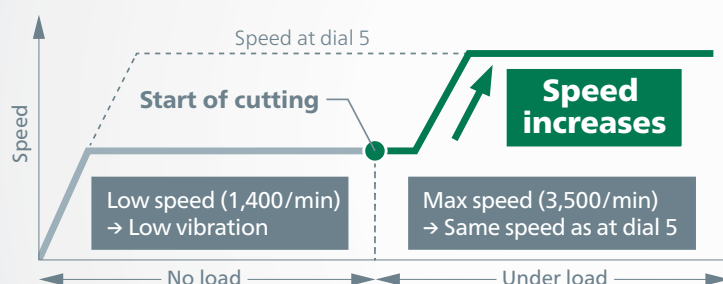 Speed at dial 5
Start of cutting
Speed
increases
Speed
Low speed (1,400/min)
→ Low vibration
Max speed (3,500/min)
→ Same speed as at dial 5
No load
Under load